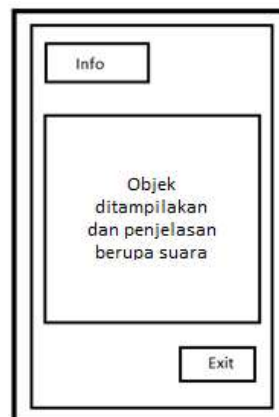 Info
Objek
ditampilakan
dan penjelasan
berupa suara
Exit